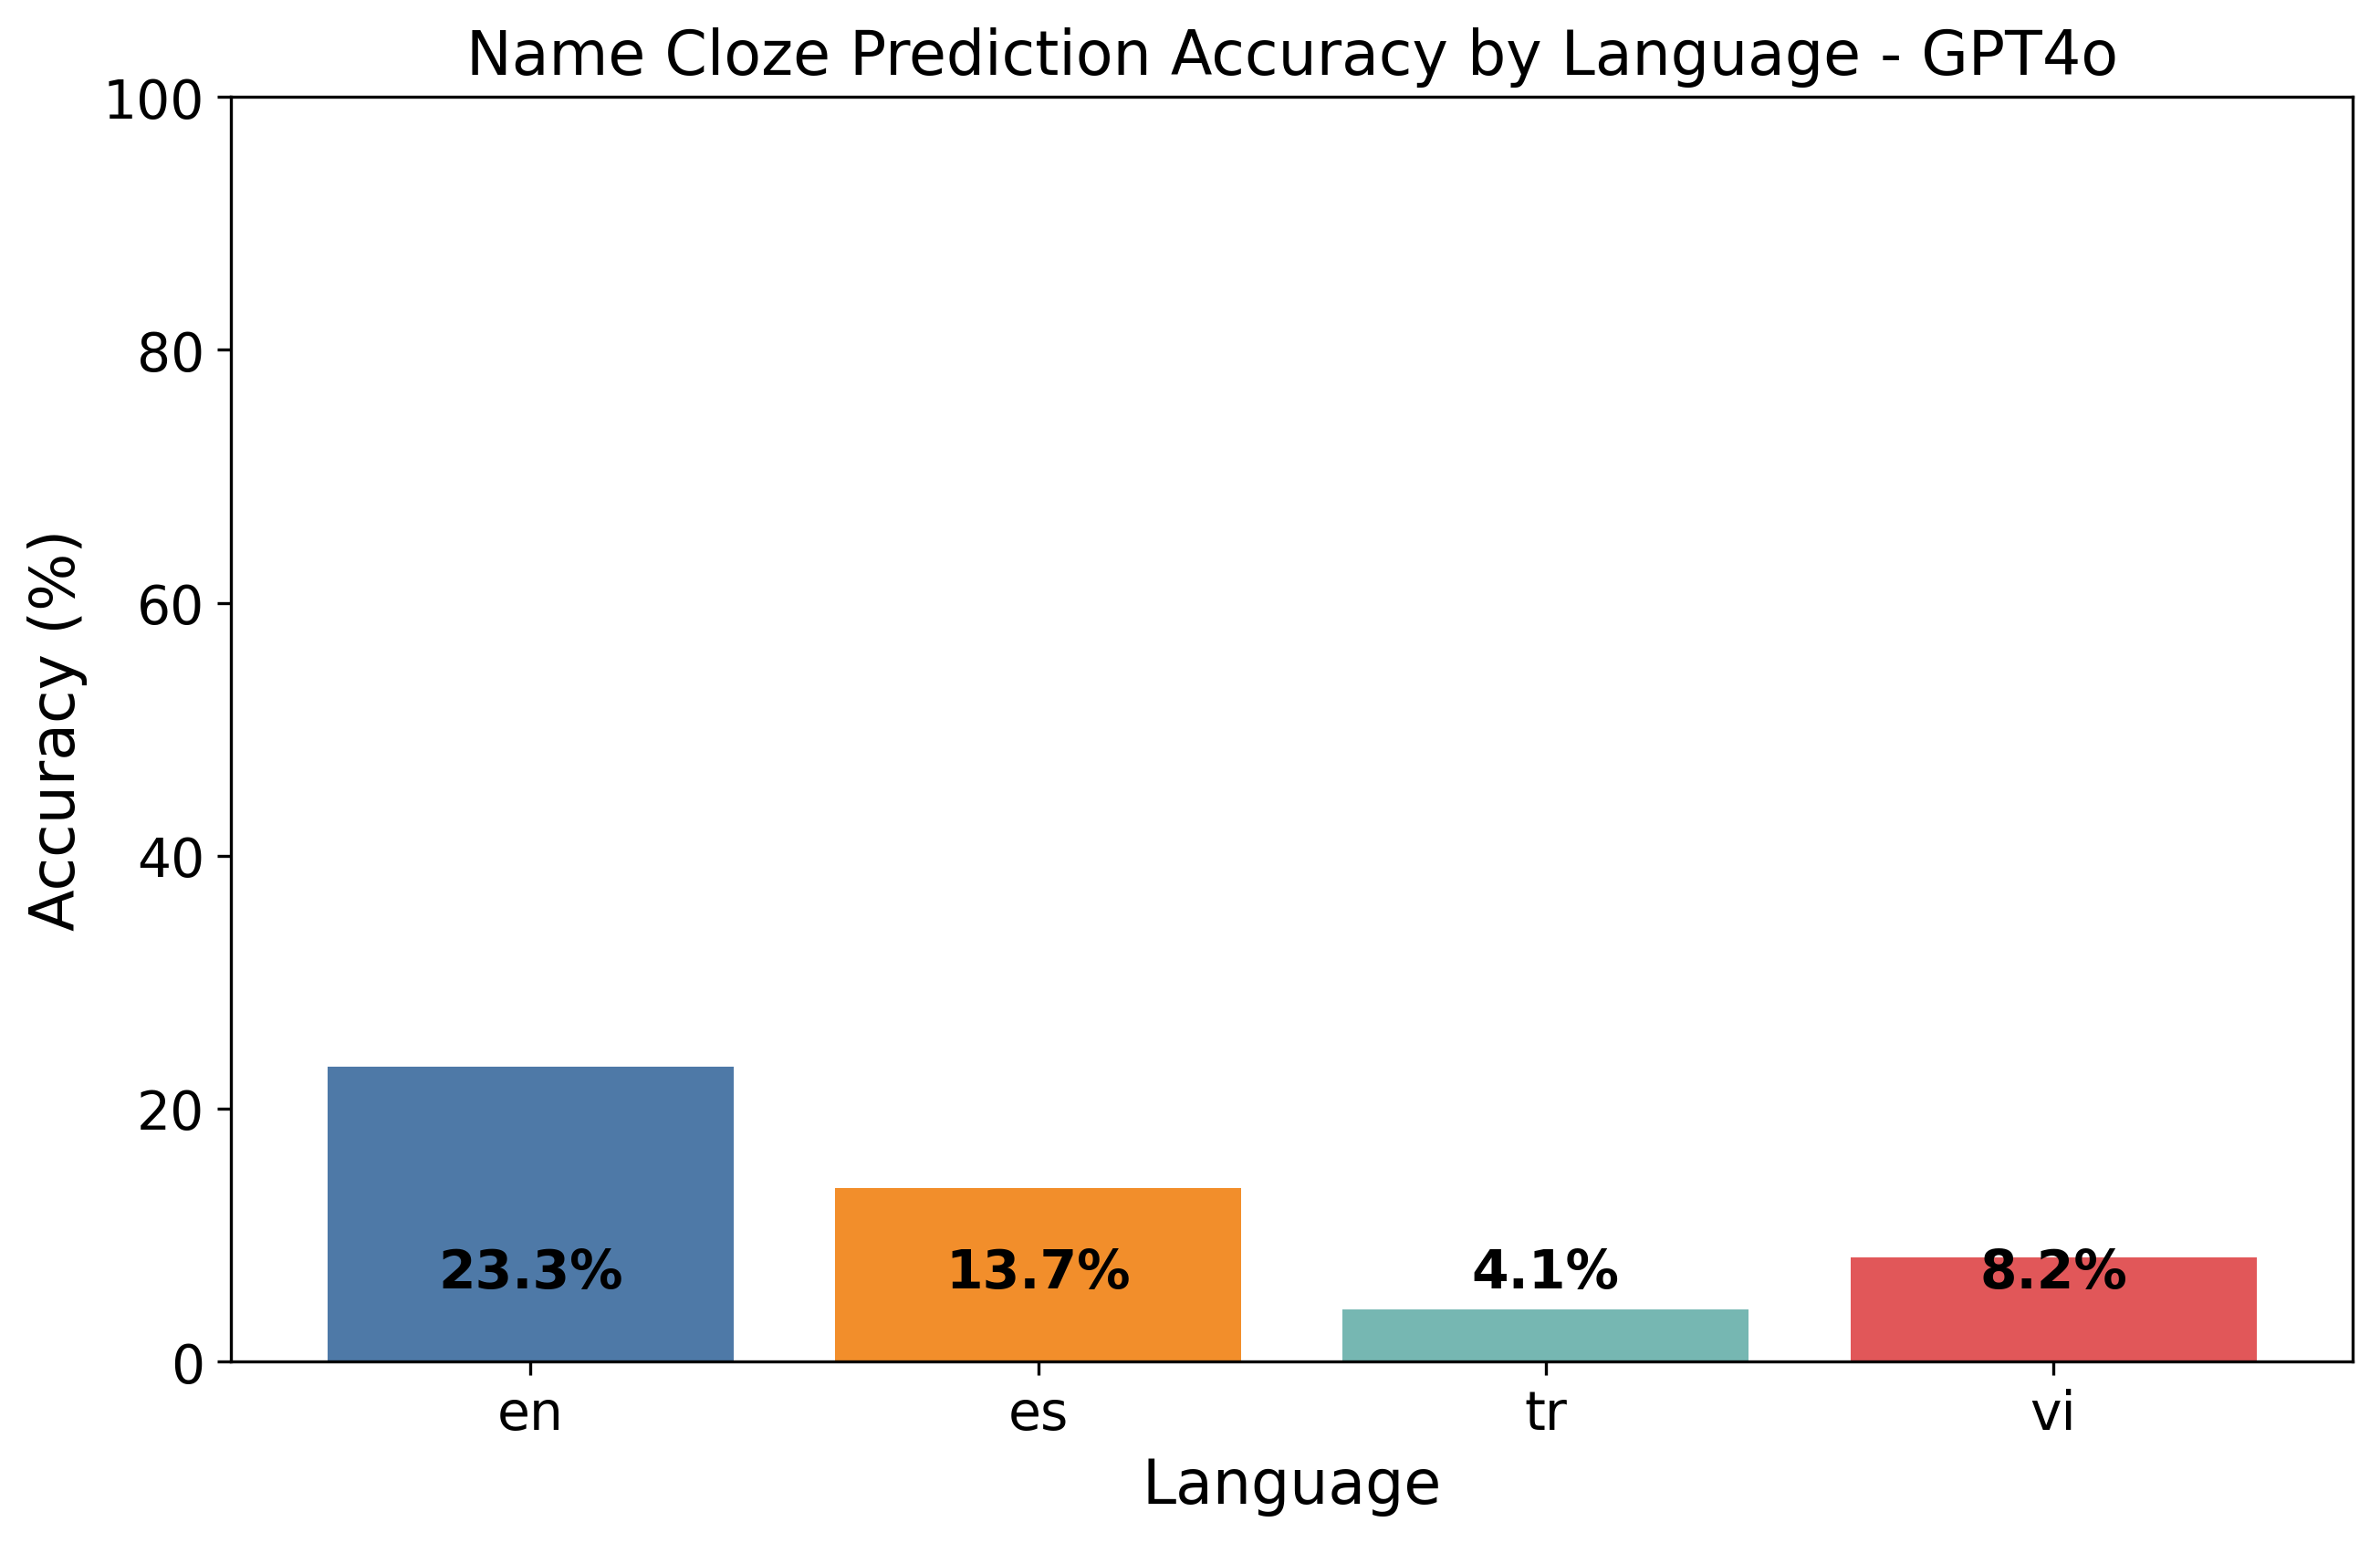 Name Cloze Prediction Accuracy by Language - GPT4o
Accuracy (%)
100
80
60
40
20
0
23.3%
13.7%
4.1%
8.2%
en
es
tr
vi
Language